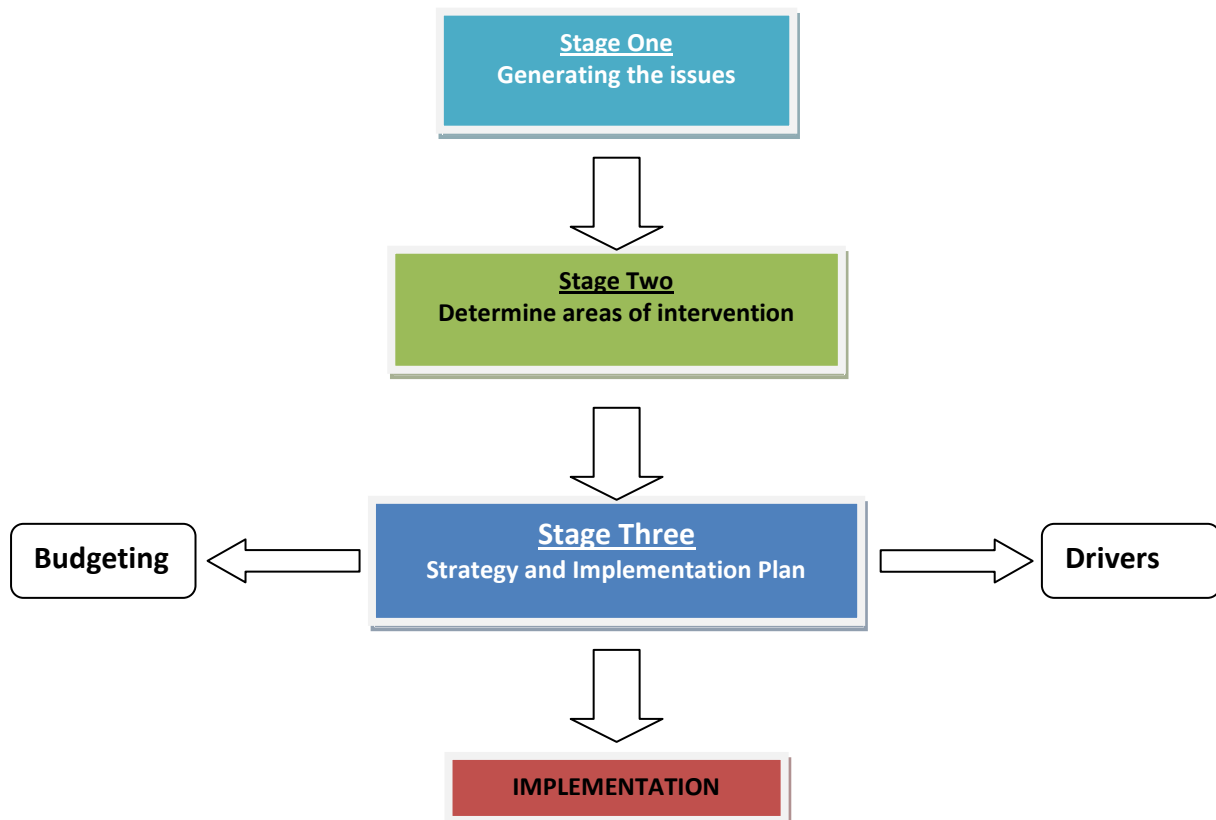 Stage One
Generating the issues
Stage Two
Determine areas of intervention
Stage Three
Strategy and Implementation Plan
Budgeting
Drivers
IMPLEMENTATION